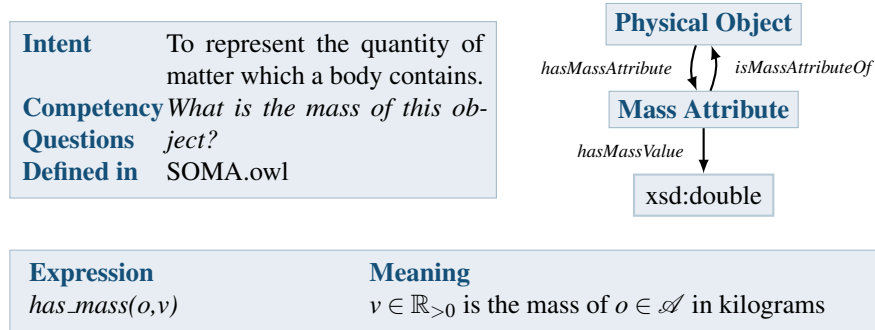 Intent To represent the quantity of
matter which a body contains.
Competency What is the mass of this ob-
Questions ject?
Defined in SOMA.owl
Physical Object
hasMassAttribute isMassAttributeOf
Mass Attribute
hasMassValue
xsd:double
Expression Meaning
has_mass(o,v) v ∈ ℝ>0 is the mass of o ∈ 𝒜 in kilograms